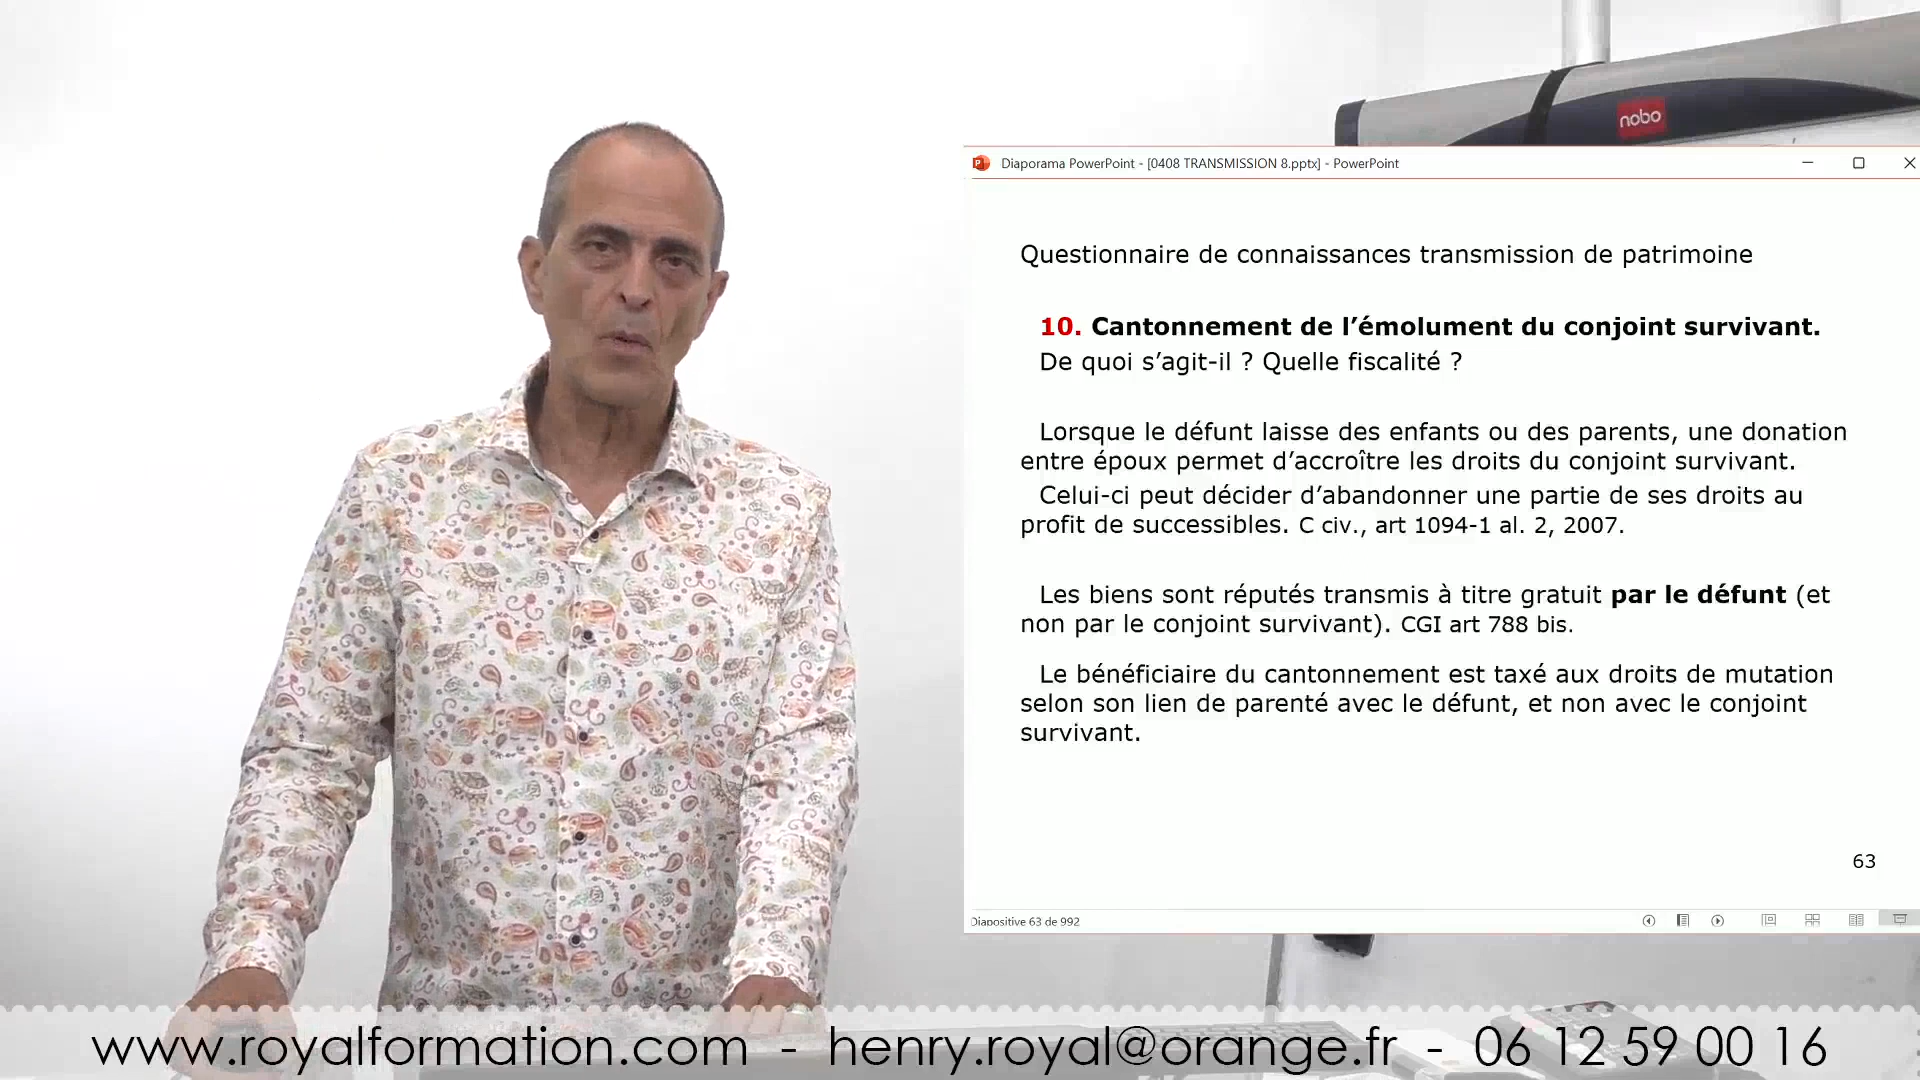 nobo
Diaporama PowerPoint - [0408 TRANSMISSION 8.pptx] - PowerPoint
Questionnaire de connaissances transmission de patrimoine
10. Cantonnement de l’émolument du conjoint survivant.
De quoi s’agit-il ? Quelle fiscalité ?
Lorsque le défunt laisse des enfants ou des parents, une donation
entre époux permet d’accroître les droits du conjoint survivant.
Celui-ci peut décider d’abandonner une partie de ses droits au
profit de successibles. C civ., art 1094-1 al. 2, 2007.
Les biens sont réputés transmis à titre gratuit par le défunt (et
non par le conjoint survivant). CGI art 788 bis.
Le bénéficiaire du cantonnement est taxé aux droits de mutation
selon son lien de parenté avec le défunt, et non avec le conjoint
survivant.
63
Diapositive 63 de 992
www.royalformation.com - henry.royal@orange.fr - 06 12 59 00 16